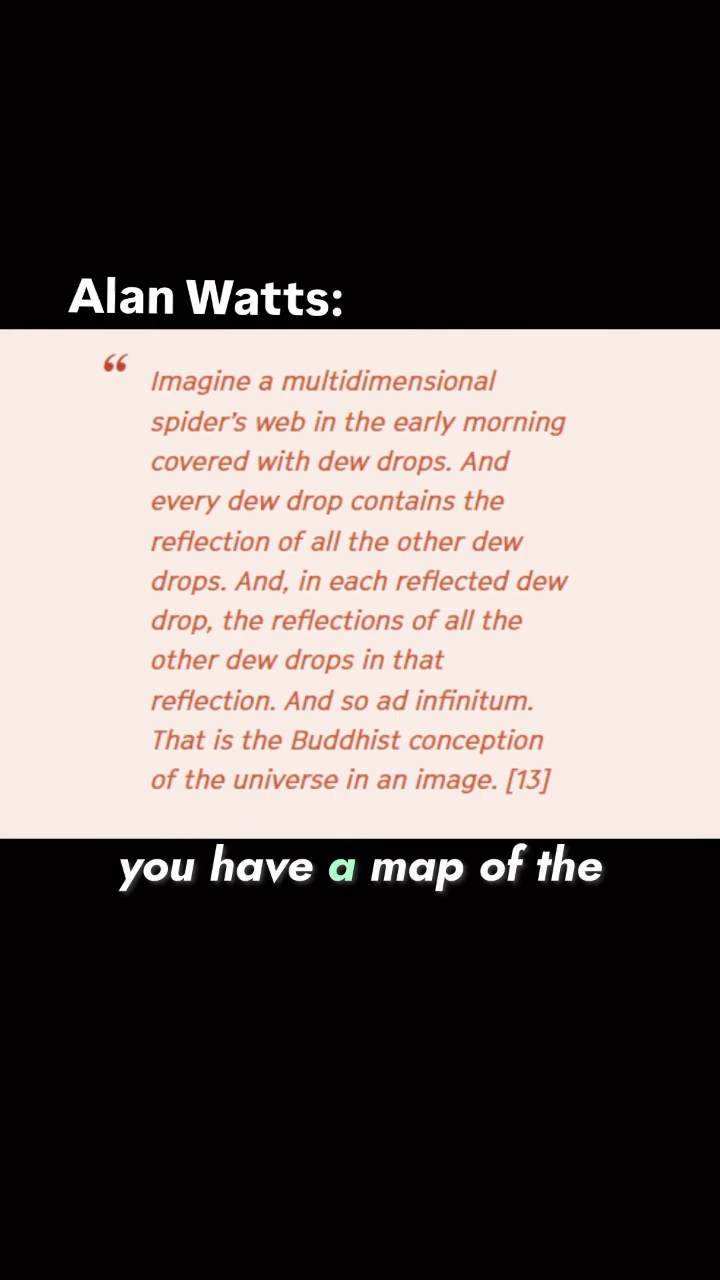 Alan Watts:
“ Imagine a multidimensional
spider’s web in the early morning
covered with dew drops. And
every dew drop contains the
reflection of all the other dew
drops. And, in each reflected dew
drop, the reflections of all the
other dew drops in that
reflection. And so ad infinitum.
That is the Buddhist conception
of the universe in an image. [13]
you have a map of the